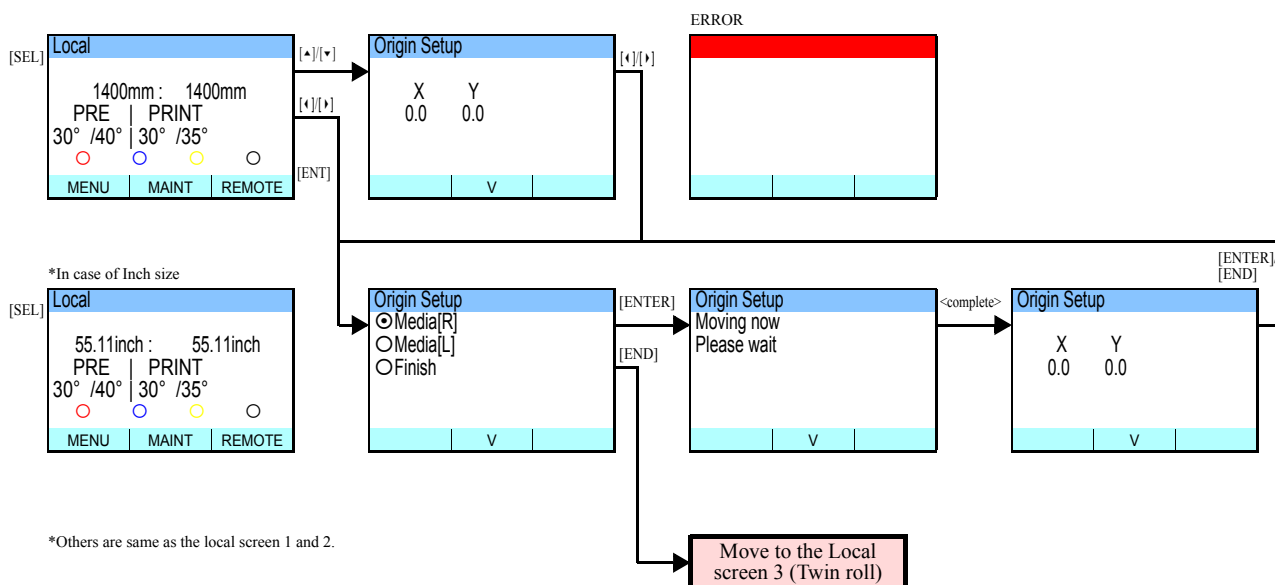 ERROR
[SEL]
Local
1400mm : 1400mm
PRE | PRINT
30° /40° | 30° /35°
MENU MAINT REMOTE
[▲]/[▼]
[◀]/[▶]
[ENT]
Origin Setup
X Y
0.0 0.0
V
[◀]/[▶]
*In case of Inch size
[SEL]
Local
55.11inch : 55.11inch
PRE | PRINT
30° /40° | 30° /35°
MENU MAINT REMOTE
Origin Setup
Media[R]
Media[L]
Finish
V
[ENTER]
[END]
Origin Setup
Moving now
Please wait
V
<complete>
Origin Setup
X Y
0.0 0.0
V
[ENTER]
[END]
*Others are same as the local screen 1 and 2.
Move to the Local
screen 3 (Twin roll)